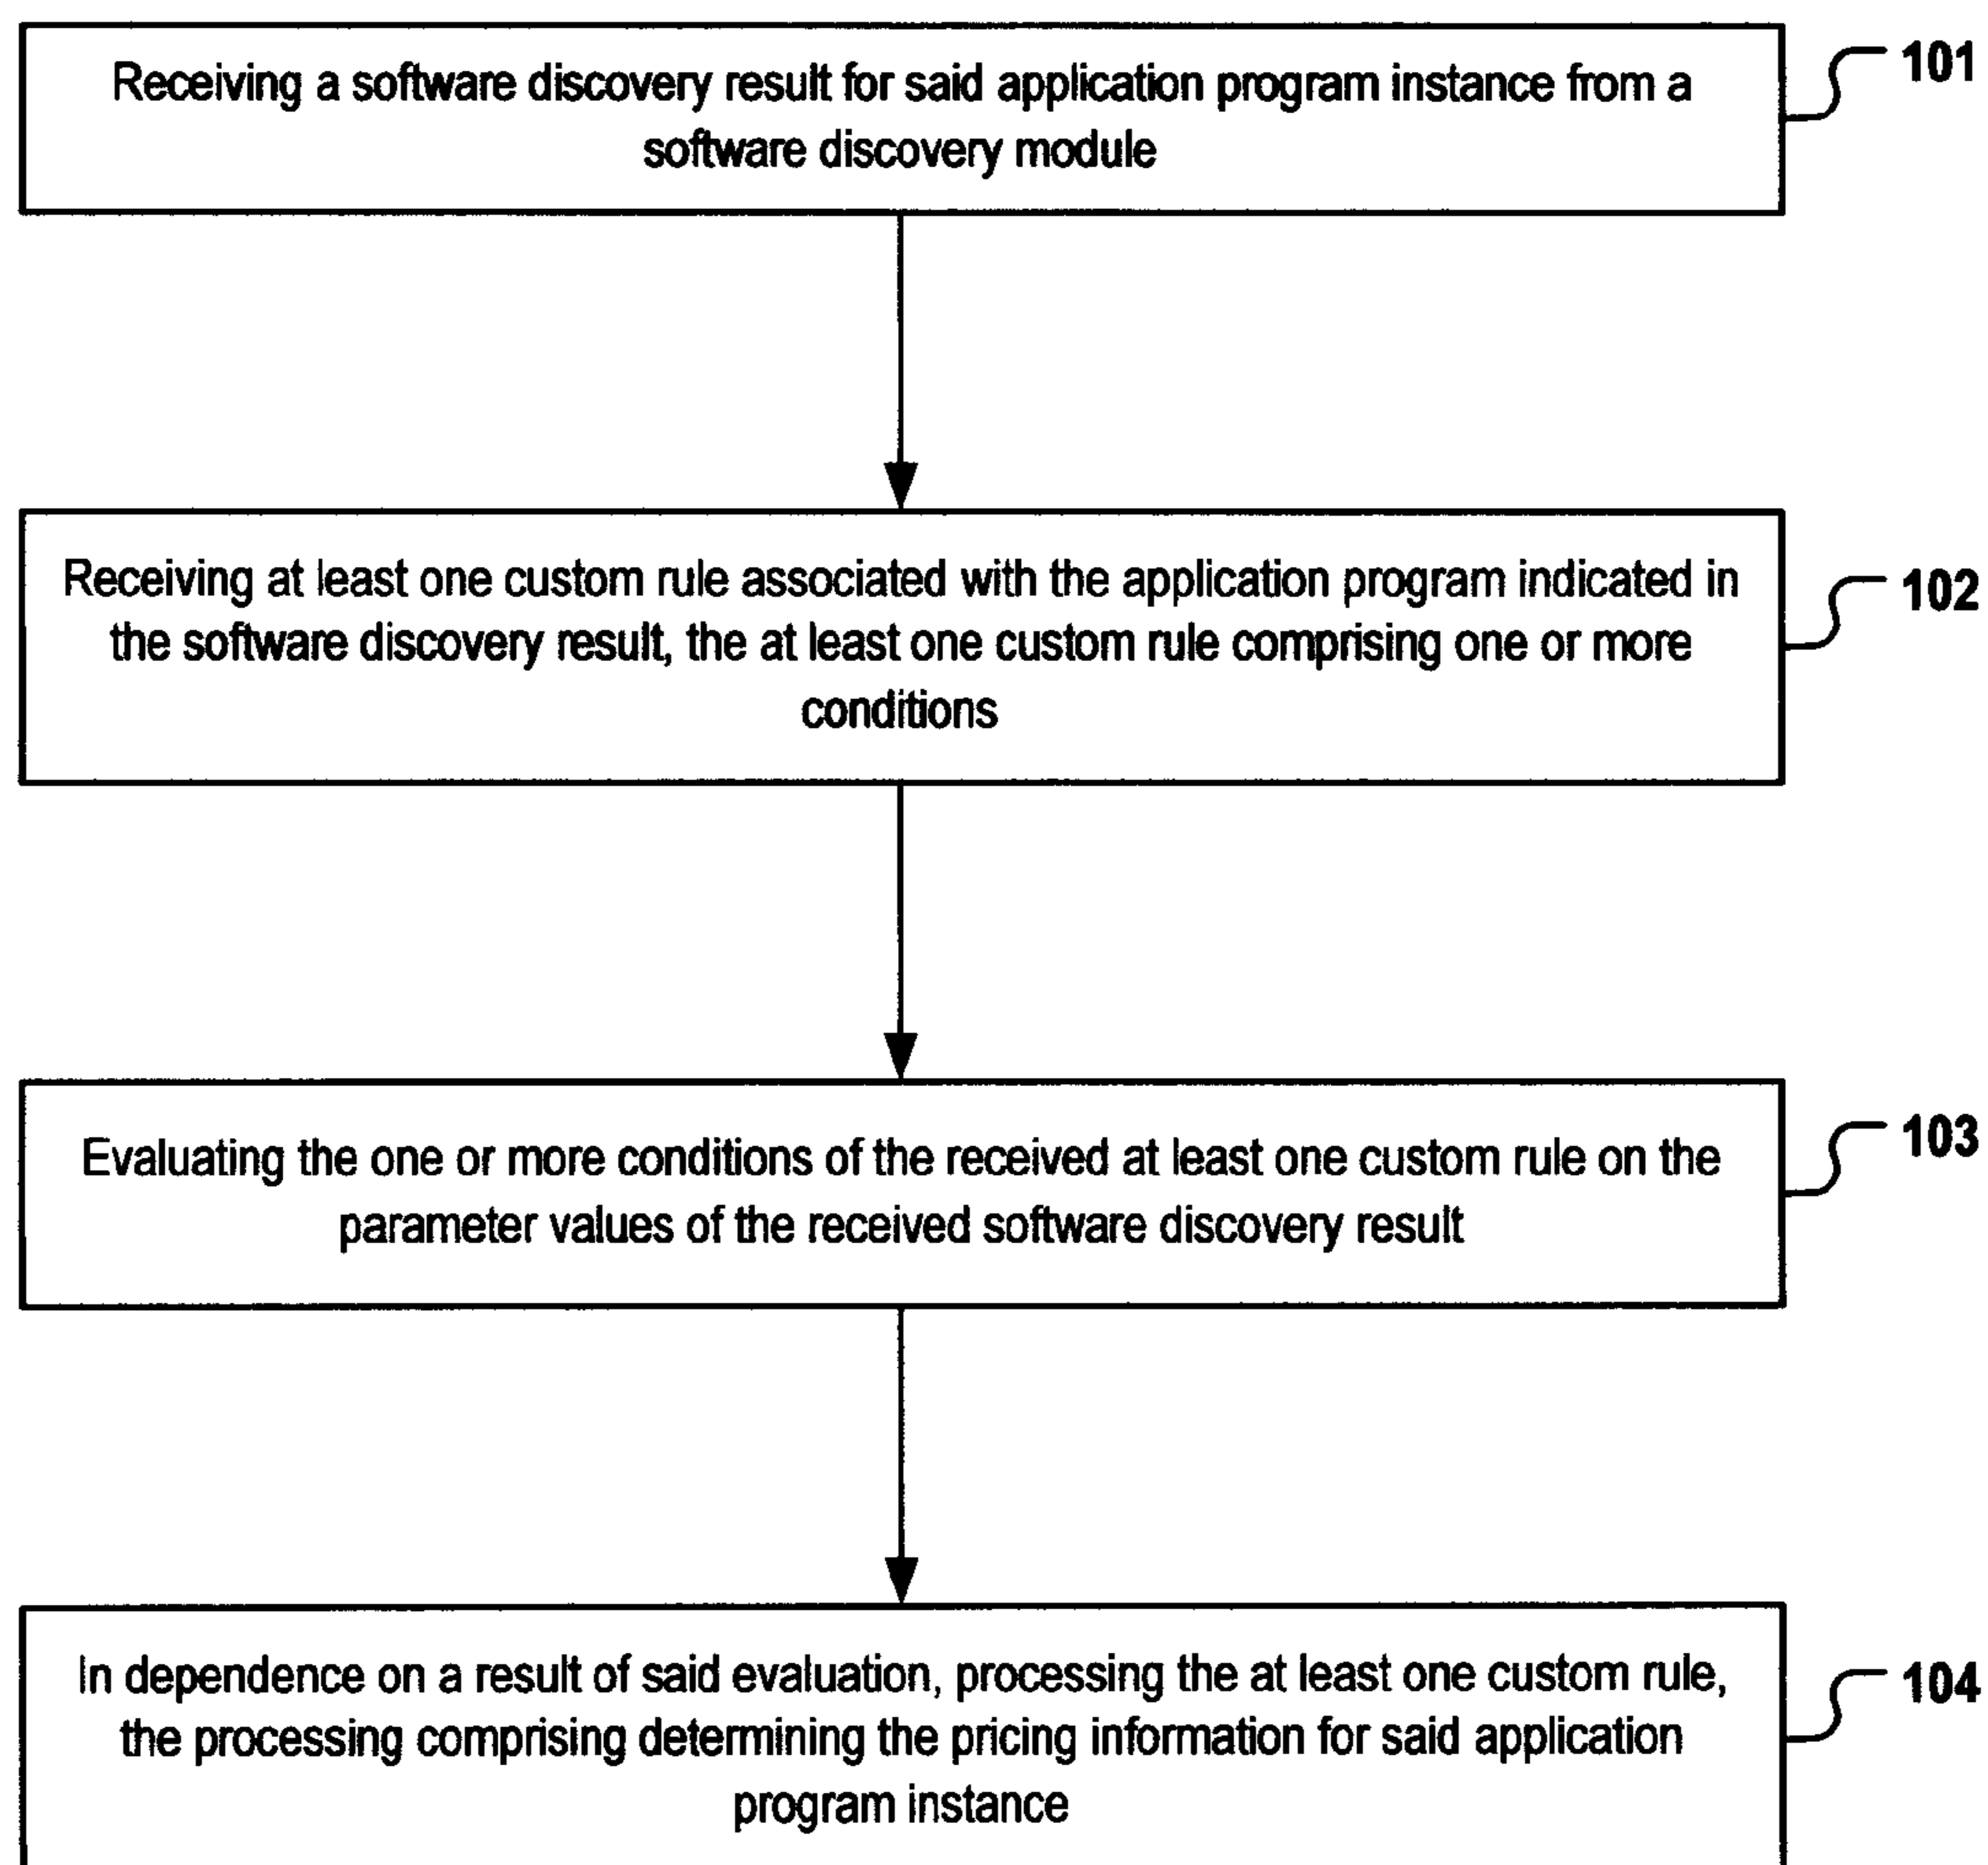 Receiving a software discovery result for said application program instance from a
software discovery module
101
Receiving at least one custom rule associated with the application program indicated in
the software discovery result, the at least one custom rule comprising one or more
conditions
102
Evaluating the one or more conditions of the received at least one custom rule on the
parameter values of the received software discovery result
103
In dependence on a result of said evaluation, processing the at least one custom rule,
the processing comprising determining the pricing information for said application
program instance
104